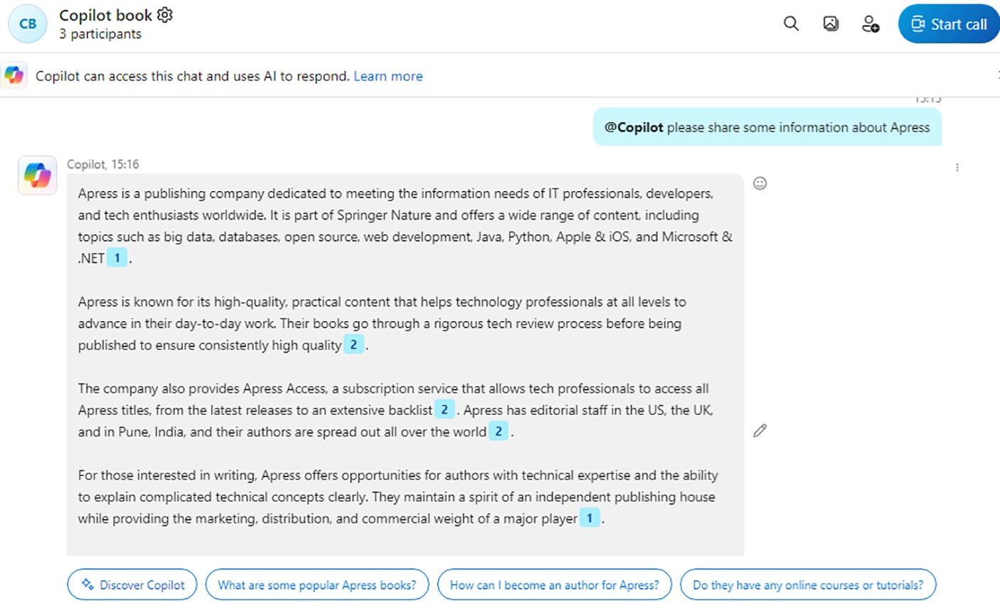 CB
Copilot book
3 participants
Start call
Copilot can access this chat and uses AI to respond. Learn more
@Copilot please share some information about Apress
Copilot, 15:16
Apress is a publishing company dedicated to meeting the information needs of IT professionals, developers,
and tech enthusiasts worldwide. It is part of Springer Nature and offers a wide range of content, including
topics such as big data, databases, open source, web development, Java, Python, Apple & iOS, and Microsoft &
.NET 1 .
Apress is known for its high-quality, practical content that helps technology professionals at all levels to
advance in their day-to-day work. Their books go through a rigorous tech review process before being
published to ensure consistently high quality 2 .
The company also provides Apress Access, a subscription service that allows tech professionals to access all
Apress titles, from the latest releases to an extensive backlist 2 . Apress has editorial staff in the US, the UK,
and in Pune, India, and their authors are spread out all over the world 2 .
For those interested in writing, Apress offers opportunities for authors with technical expertise and the ability
to explain complicated technical concepts clearly. They maintain a spirit of an independent publishing house
while providing the marketing, distribution, and commercial weight of a major player 1 .
Discover Copilot
What are some popular Apress books?
How can I become an author for Apress?
Do they have any online courses or tutorials?